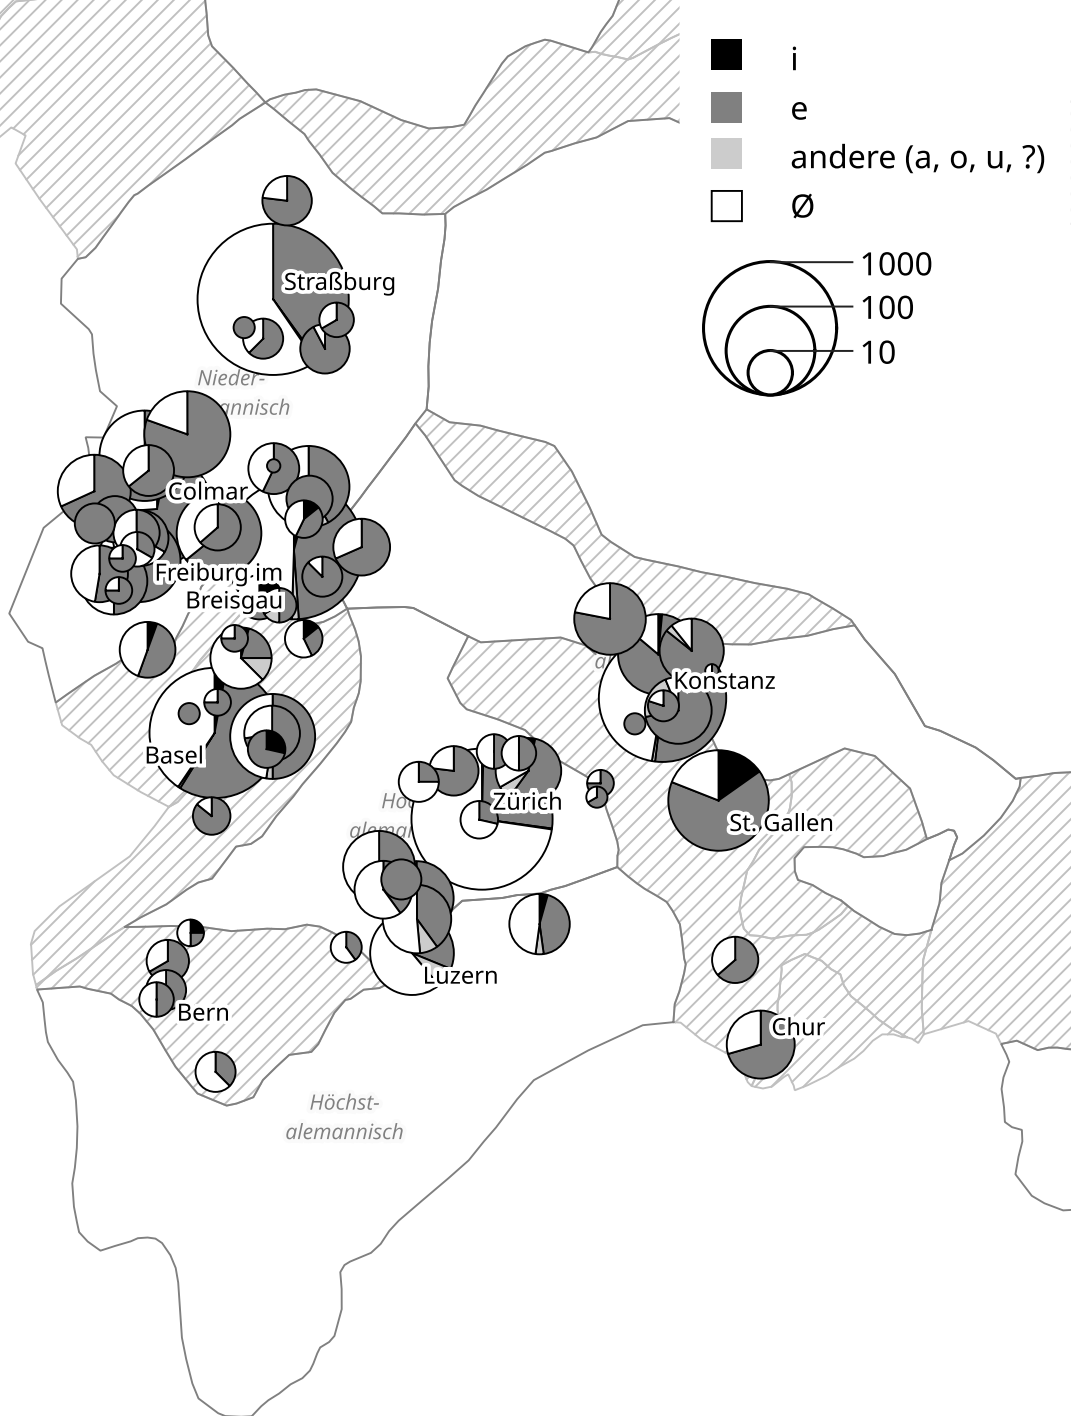 i
e
andere (a, o, u, ?)
Ø
1000
100
10
Straßburg
Nieder-
Colmar
Freiburg im
Breisgau
Konstanz
Basel
Zürich
St. Gallen
Luzern
Bern
Chur
Höchst-
alemannisch